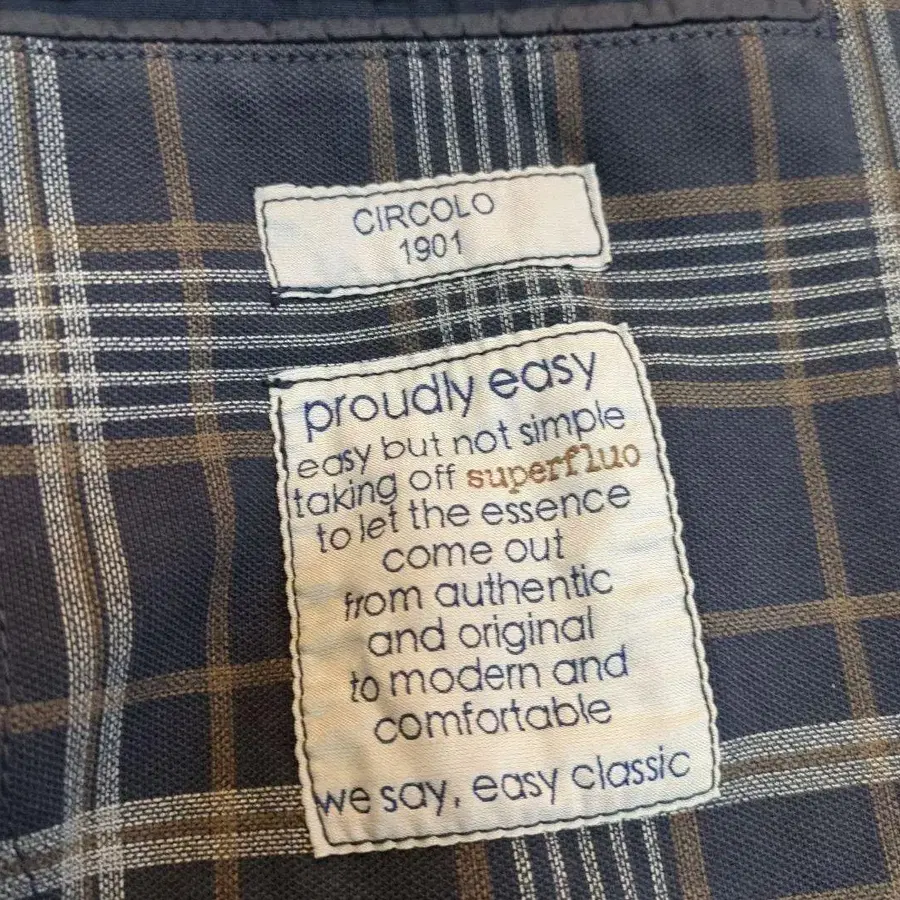 CIRCOLO
1901
proudly easy
easy but not simple
taking off superfluo
to let the essence
come out
from authentic
and original
to modern and
comfortable
we say, easy classic